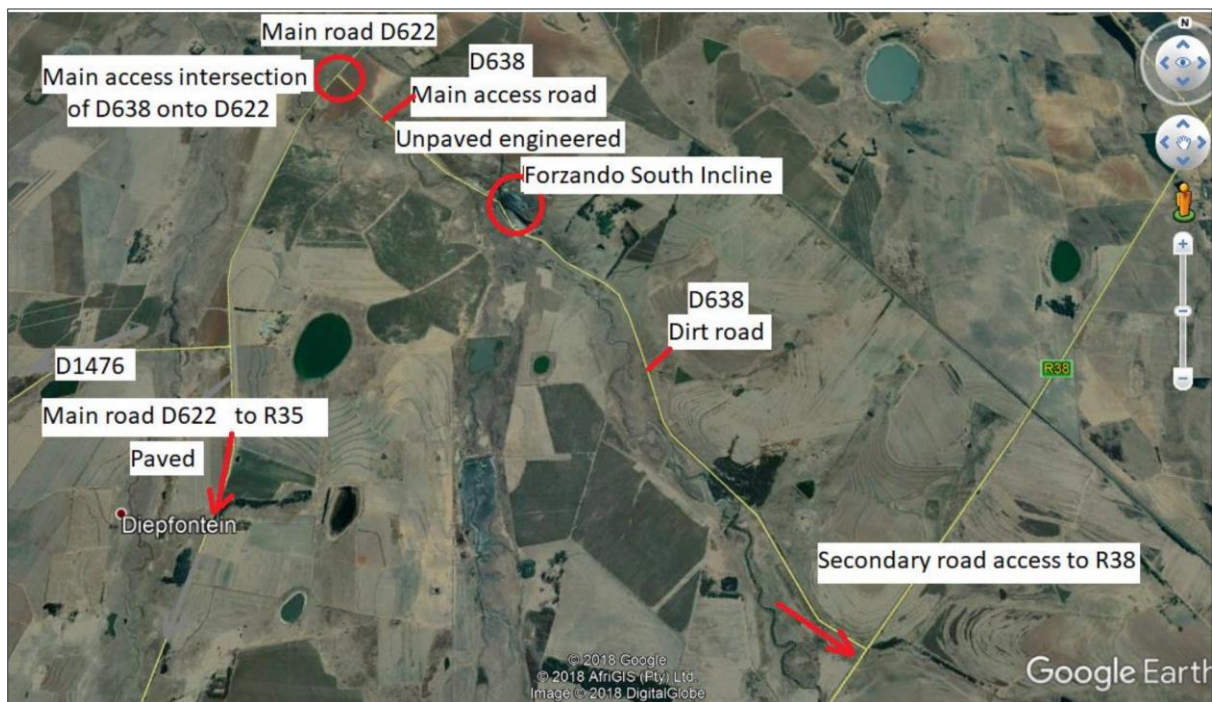 Main road D622
N
D638
Main access intersection
of D638 onto D622
Main access road
Unpaved engineered
Forzando South Incline
D638
Dirt road
D1476
R38
Main road D622 to R35
Paved
Diepfontein
Secondary road access to R38
© 2018 Google
© 2018 AfriGIS (Pty) Ltd.
Image © 2018 DigitalGlobe
Google Earth